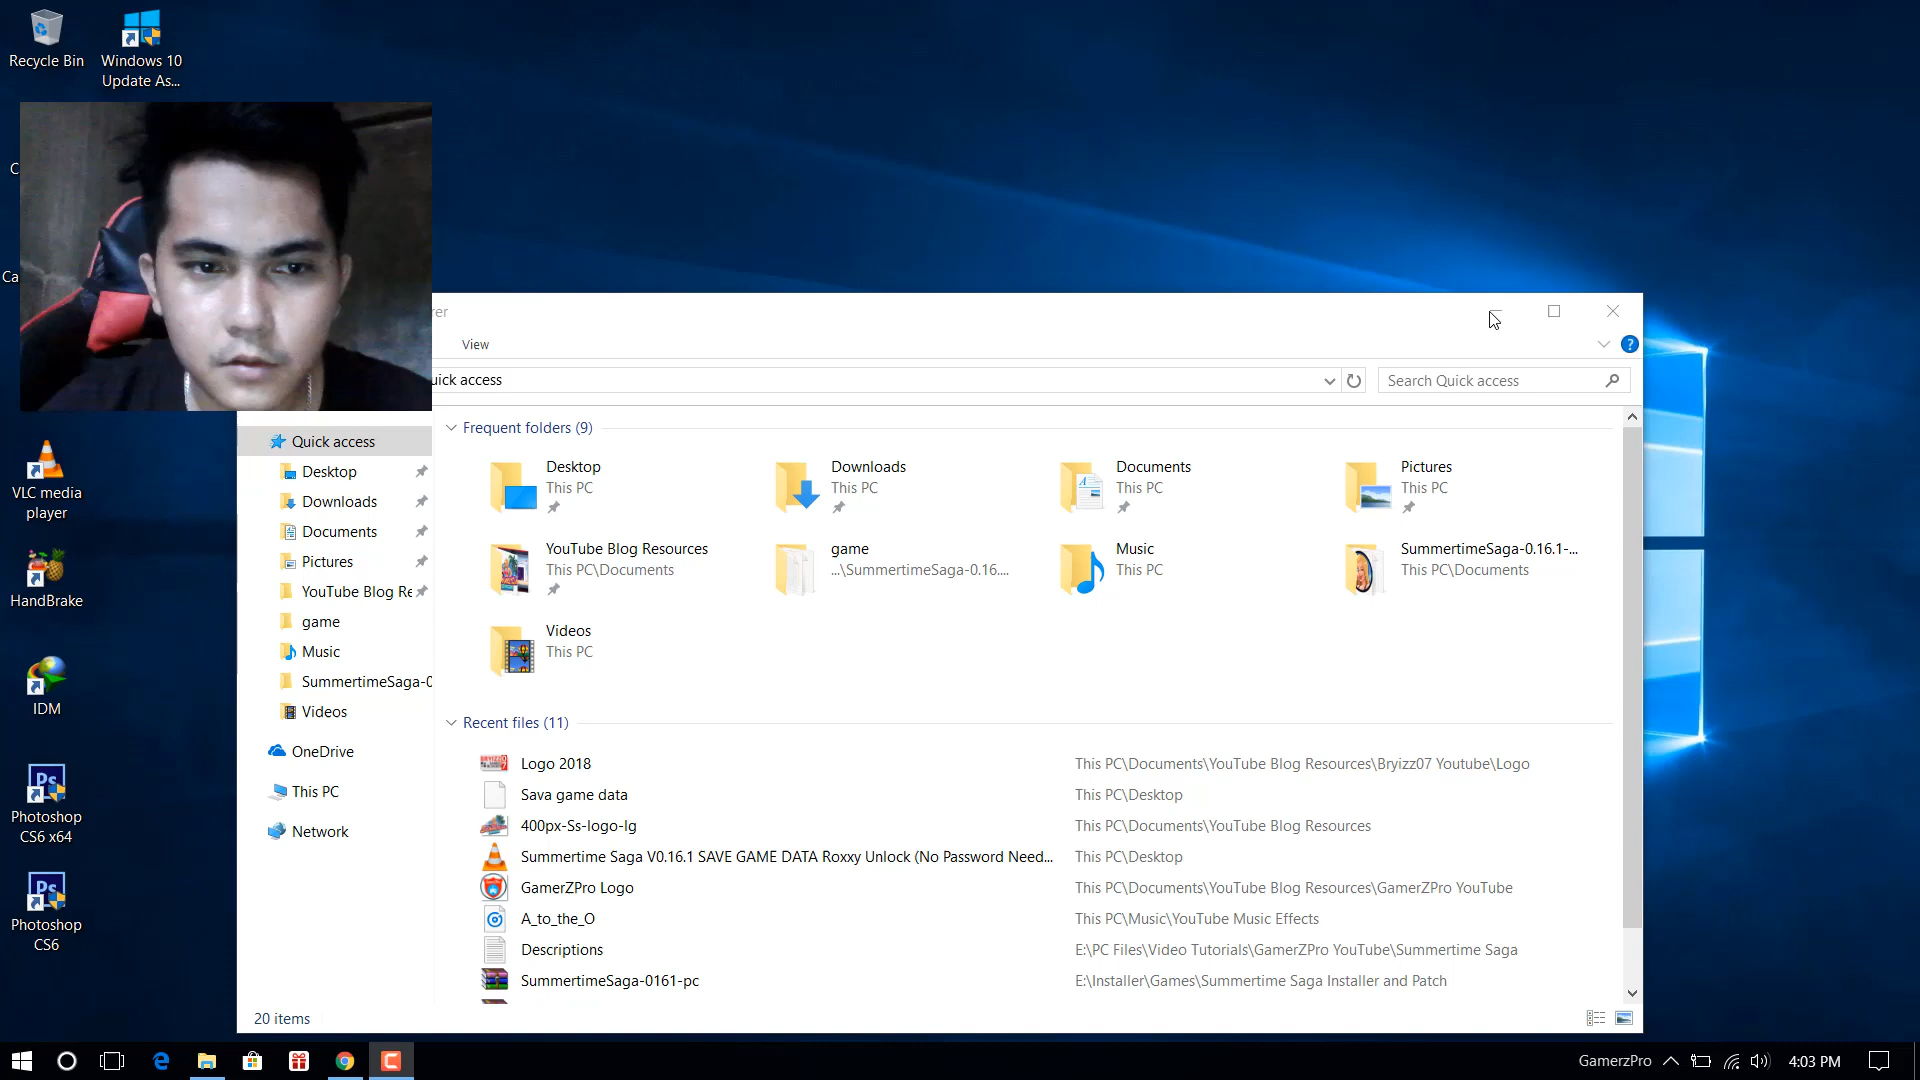 Recycle Bin
Windows 10
Update As...
C
Ca
VLC media
player
HandBrake
IDM
Photoshop
CS6 x64
Photoshop
CS6
rer
View
uick access
Search Quick access
Quick access
Desktop
Downloads
Documents
Pictures
YouTube Blog Re
game
Music
SummertimeSaga-0
Videos
OneDrive
This PC
Network
Frequent folders (9)
Desktop
This PC
Downloads
This PC
Documents
This PC
Pictures
This PC
YouTube Blog Resources
This PC\Documents
game
...\SummertimeSaga-0.16....
Music
This PC
SummertimeSaga-0.16.1-...
This PC\Documents
Videos
This PC
Recent files (11)
Logo 2018 This PC\Documents\YouTube Blog Resources\Bryizz07 Youtube\Logo
Sava game data This PC\Desktop
400px-Ss-logo-lg This PC\Documents\YouTube Blog Resources
Summertime Saga V0.16.1 SAVE GAME DATA Roxxy Unlock (No Password Need... This PC\Desktop
GamerZPro Logo This PC\Documents\YouTube Blog Resources\GamerZPro YouTube
A_to_the_O This PC\Music\YouTube Music Effects
Descriptions E:\PC Files\Video Tutorials\GamerZPro YouTube\Summertime Saga
SummertimeSaga-0161-pc E:\Installer\Games\Summertime Saga Installer and Patch
20 items
GamerzPro
4:03 PM